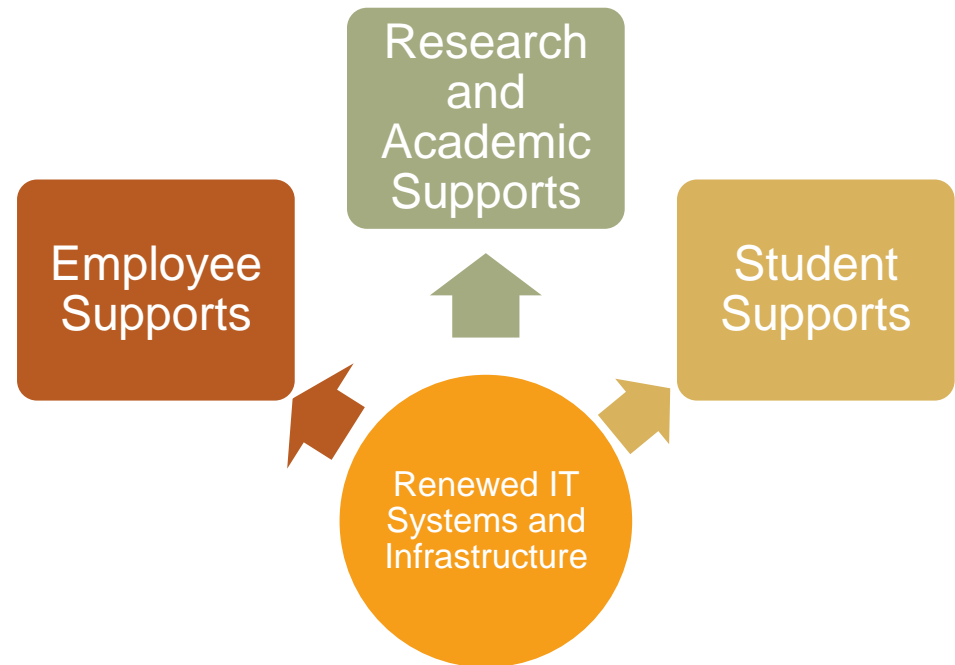 Research
and
Academic
Supports
Employee
Supports
Student
Supports
Renewed IT
Systems and
Infrastructure